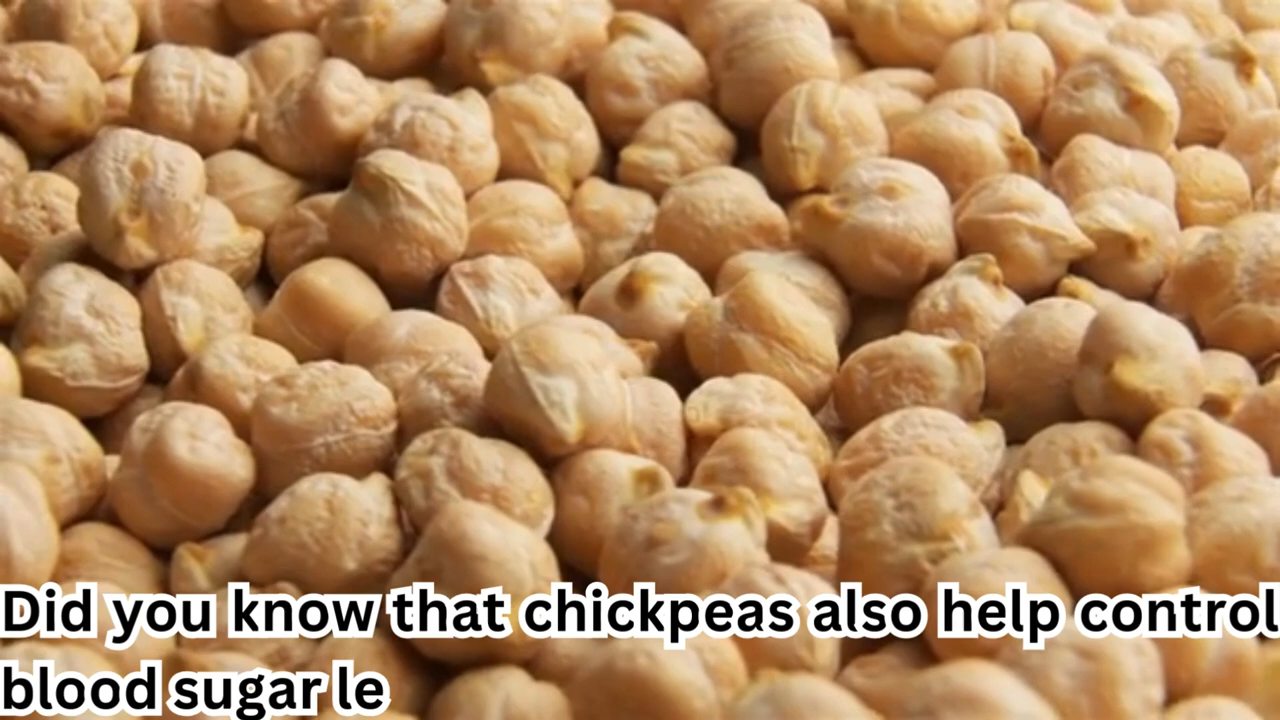 Did you know that chickpeas also help control
blood sugar le